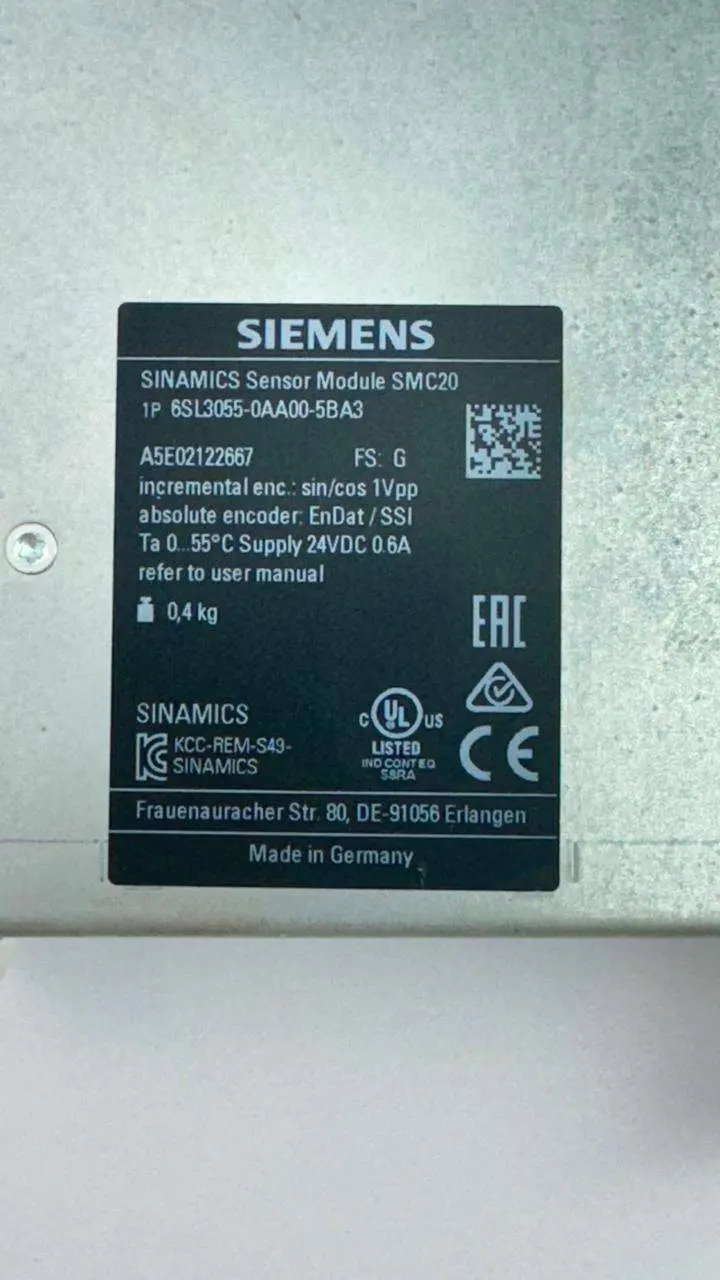 SIEMENS
SINAMICS Sensor Module SMC20
1P 6SL3055-0AA00-5BA3
A5E02122667 FS: G
incremental enc.: sin/cos 1Vpp
absolute encoder: EnDat / SSI
Ta 0...55°C Supply 24VDC 0.6A
refer to user manual
0,4 kg
EAC
SINAMICS
KCC-REM-S49-
SINAMICS
C UL US
LISTED
IND CONT EQ
S8RA
CE
Frauenauracher Str. 80, DE-91056 Erlangen
Made in Germany